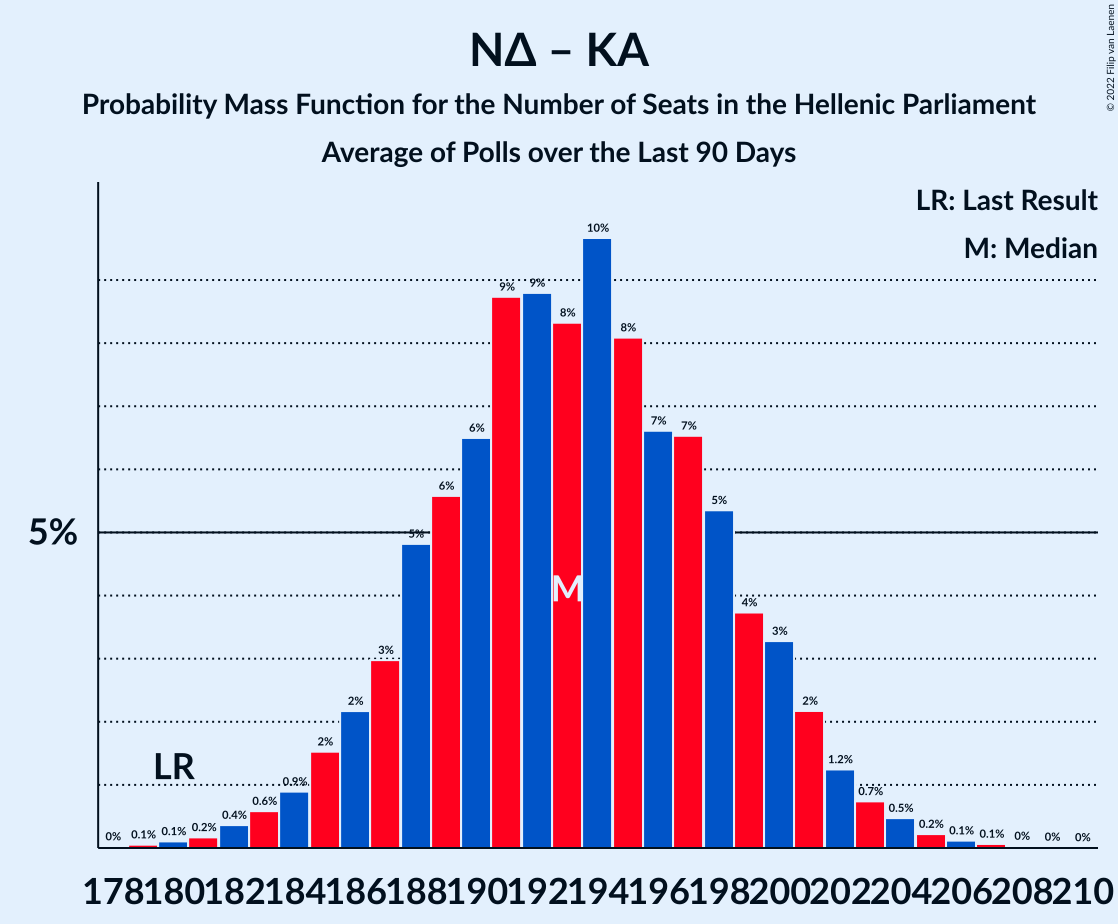 © 2022 Filip van Laenen
ΝΔ – ΚΑ
Probability Mass Function for the Number of Seats in the Hellenic Parliament
Average of Polls over the Last 90 Days
LR: Last Result
M: Median
10%
9% 9%
8% 8%
7% 7%
6%
6%
5%
5%
5%
M
4%
3%
3%
2% 2%
2%
LR
1.2%
0.9% 0.7%
0.6% 0.5%
0.4%
0% 0.1% 0.1% 0.2% 0.2% 0.1% 0.1% 0% 0% 0%
178 180 182 184 186 188 190 192 194 196 198 200 202 204 206 208 210